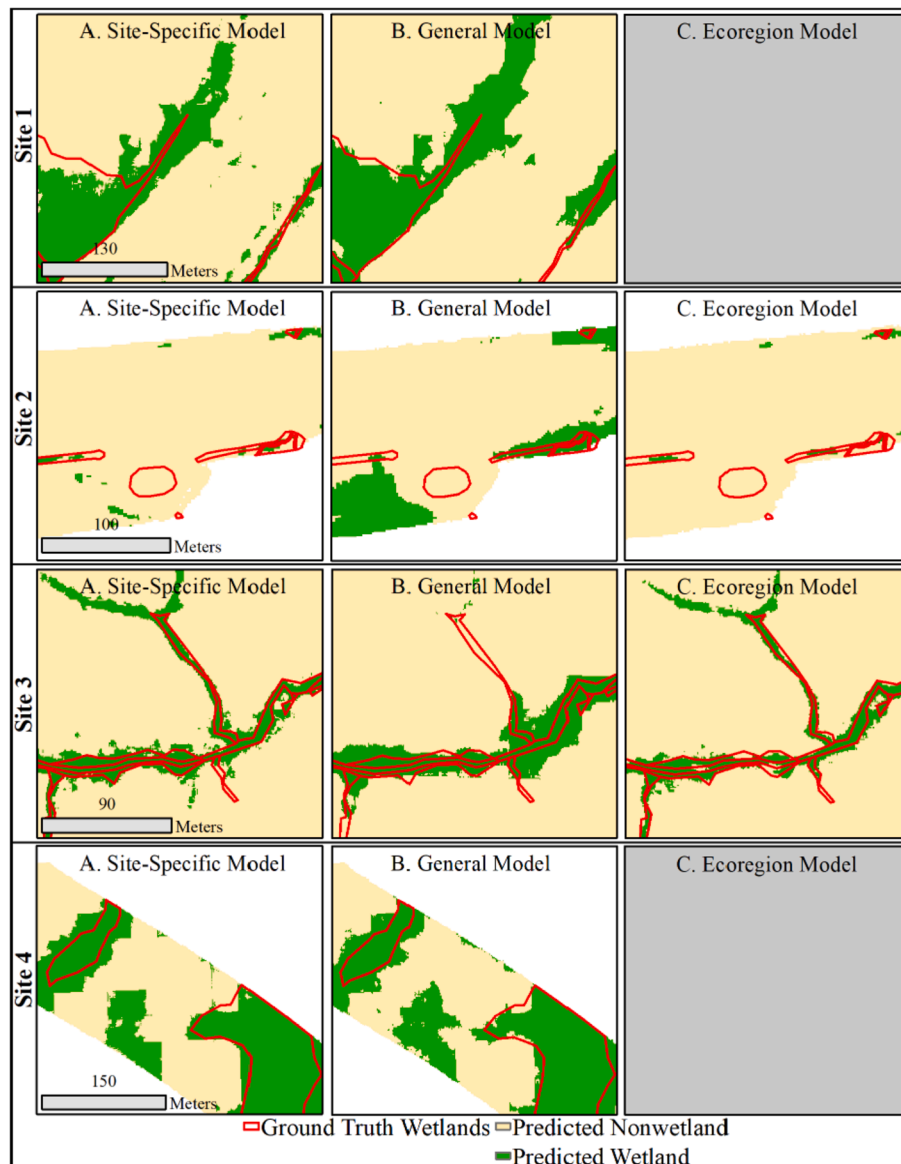 A. Site-Specific Model B. General Model C. Ecoregion Model
Site 1
130
Meters
A. Site-Specific Model B. General Model C. Ecoregion Model
Site 2
100
Meters
A. Site-Specific Model B. General Model C. Ecoregion Model
Site 3
90
Meters
A. Site-Specific Model B. General Model C. Ecoregion Model
Site 4
150
Meters
Ground Truth Wetlands Predicted Nonwetland
Predicted Wetland